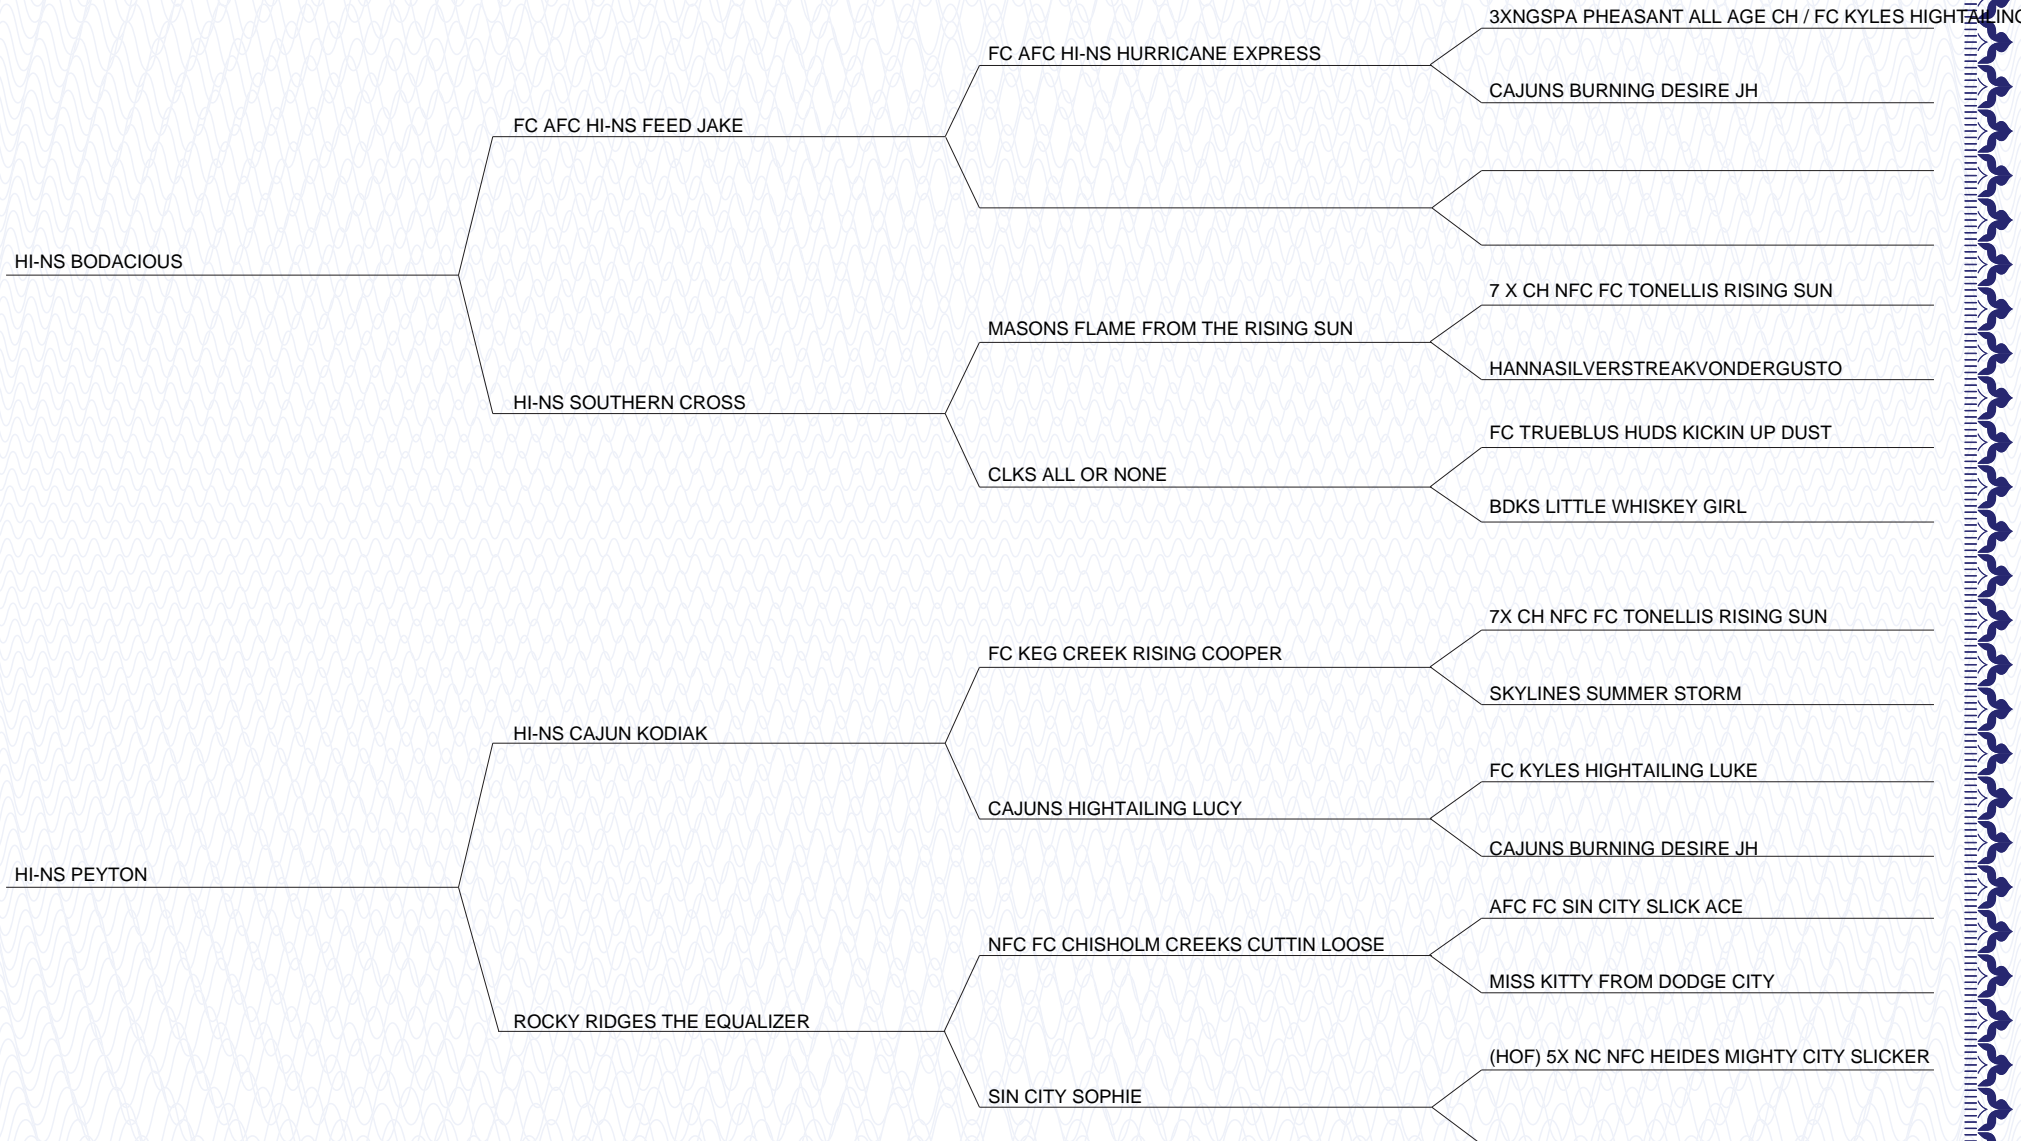 3XNGSPA PHEASANT ALL AGE CH / FC KYLES HIGHTAILING
FC AFC HI-NS HURRICANE EXPRESS
CAJUNS BURNING DESIRE JH
FC AFC HI-NS FEED JAKE
HI-NS BODACIOUS
7 X CH NFC FC TONELLIS RISING SUN
MASONS FLAME FROM THE RISING SUN
HANNASILVERSTREAKVONDERGUSTO
HI-NS SOUTHERN CROSS
FC TRUEBLUS HUDS KICKIN UP DUST
CLKS ALL OR NONE
BDKS LITTLE WHISKEY GIRL
7X CH NFC FC TONELLIS RISING SUN
FC KEG CREEK RISING COOPER
SKYLINES SUMMER STORM
HI-NS CAJUN KODIAK
FC KYLES HIGHTAILING LUKE
CAJUNS HIGHTAILING LUCY
CAJUNS BURNING DESIRE JH
HI-NS PEYTON
AFC FC SIN CITY SLICK ACE
NFC FC CHISHOLM CREEKS CUTTIN LOOSE
MISS KITTY FROM DODGE CITY
ROCKY RIDGES THE EQUALIZER
(HOF) 5X NC NFC HEIDES MIGHTY CITY SLICKER
SIN CITY SOPHIE